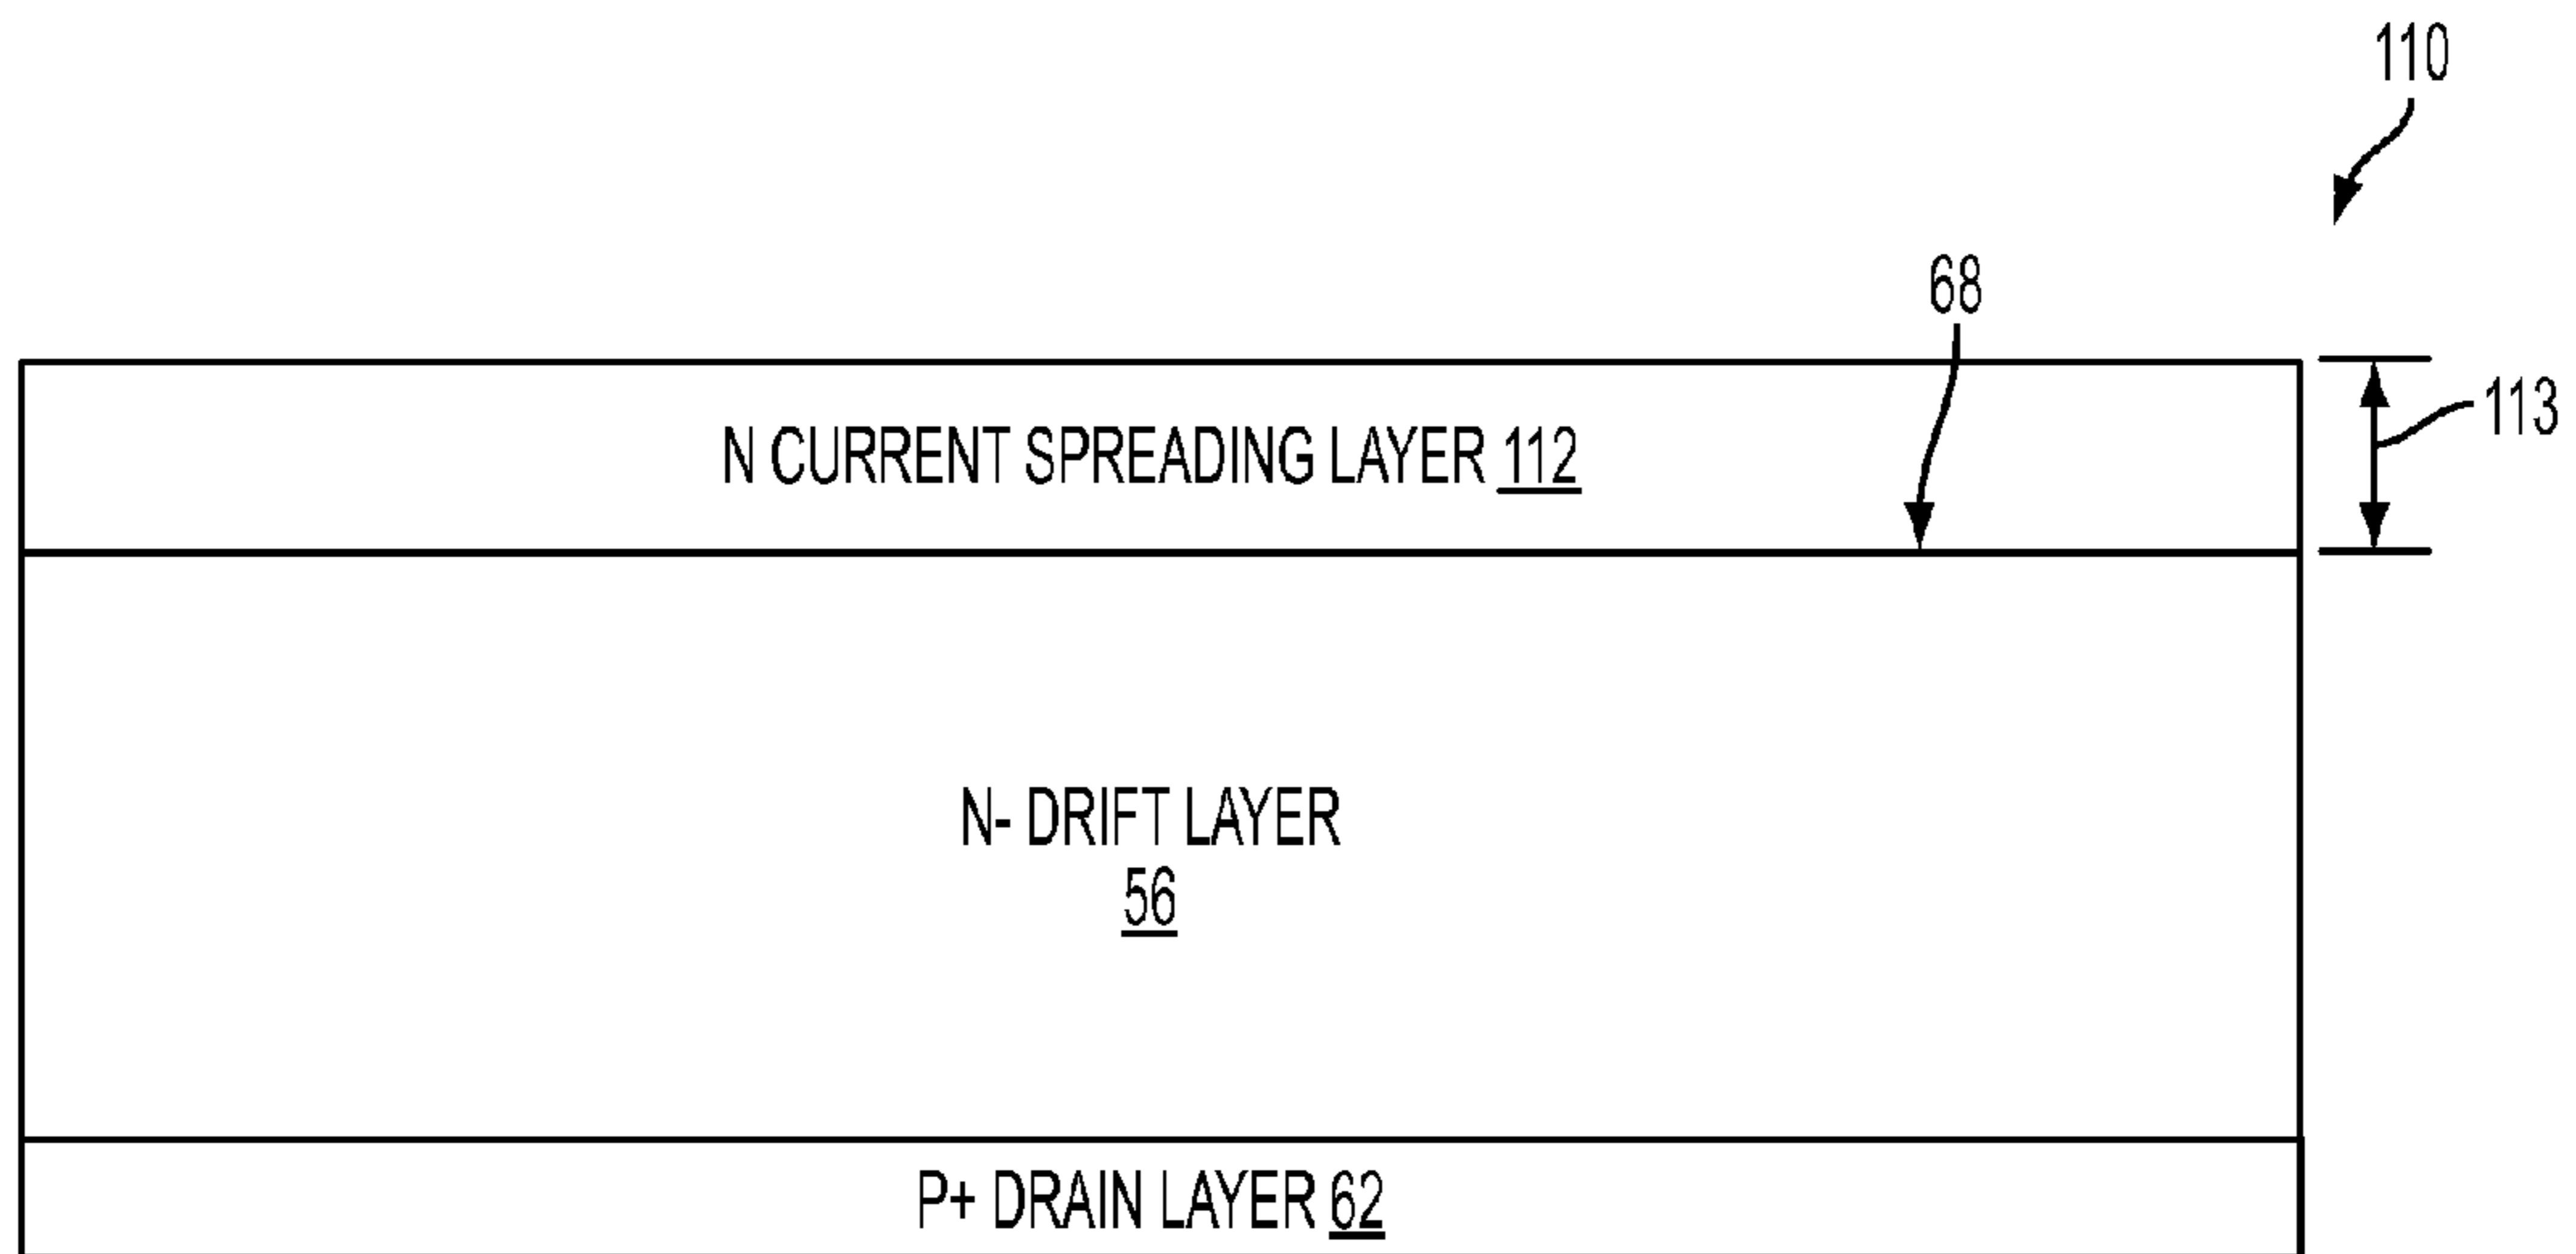 110
68
113
N CURRENT SPREADING LAYER 112
N- DRIFT LAYER
56
P+ DRAIN LAYER 62